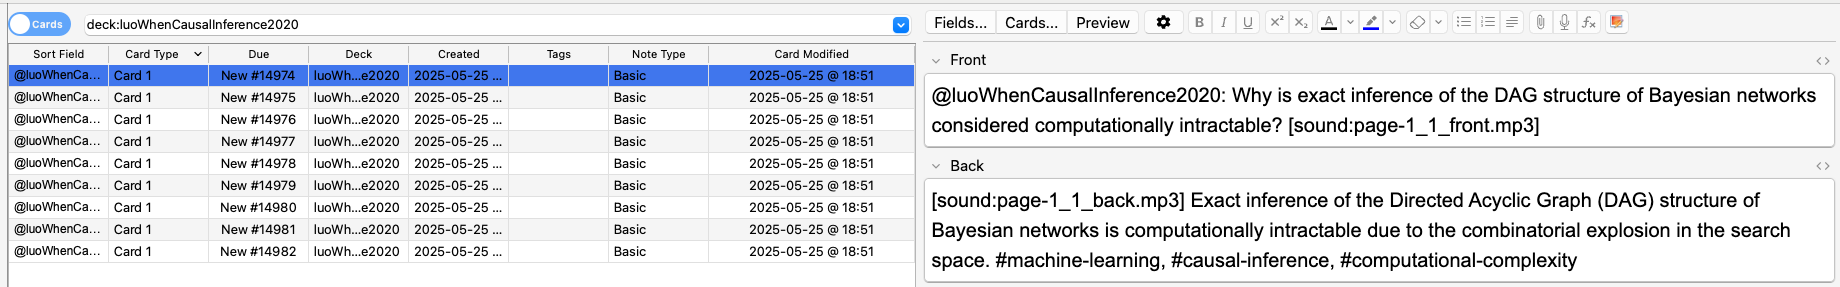 Cards
deck:luoWhenCausalInference2020
Sort Field Card Type Due Deck Created Tags Note Type Card Modified
@luoWhenCa... Card 1 New #14974 luoWh...e2020 2025-05-25 ... Basic 2025-05-25 @ 18:51
@luoWhenCa... Card 1 New #14975 luoWh...e2020 2025-05-25 ... Basic 2025-05-25 @ 18:51
@luoWhenCa... Card 1 New #14976 luoWh...e2020 2025-05-25 ... Basic 2025-05-25 @ 18:51
@luoWhenCa... Card 1 New #14977 luoWh...e2020 2025-05-25 ... Basic 2025-05-25 @ 18:51
@luoWhenCa... Card 1 New #14978 luoWh...e2020 2025-05-25 ... Basic 2025-05-25 @ 18:51
@luoWhenCa... Card 1 New #14979 luoWh...e2020 2025-05-25 ... Basic 2025-05-25 @ 18:51
@luoWhenCa... Card 1 New #14980 luoWh...e2020 2025-05-25 ... Basic 2025-05-25 @ 18:51
@luoWhenCa... Card 1 New #14981 luoWh...e2020 2025-05-25 ... Basic 2025-05-25 @ 18:51
@luoWhenCa... Card 1 New #14982 luoWh...e2020 2025-05-25 ... Basic 2025-05-25 @ 18:51
Fields... Cards... Preview B I U x² x₂ A fx
Front
@luoWhenCausalInference2020: Why is exact inference of the DAG structure of Bayesian networks
considered computationally intractable? [sound:page-1_1_front.mp3]
Back
[sound:page-1_1_back.mp3] Exact inference of the Directed Acyclic Graph (DAG) structure of
Bayesian networks is computationally intractable due to the combinatorial explosion in the search
space. #machine-learning, #causal-inference, #computational-complexity